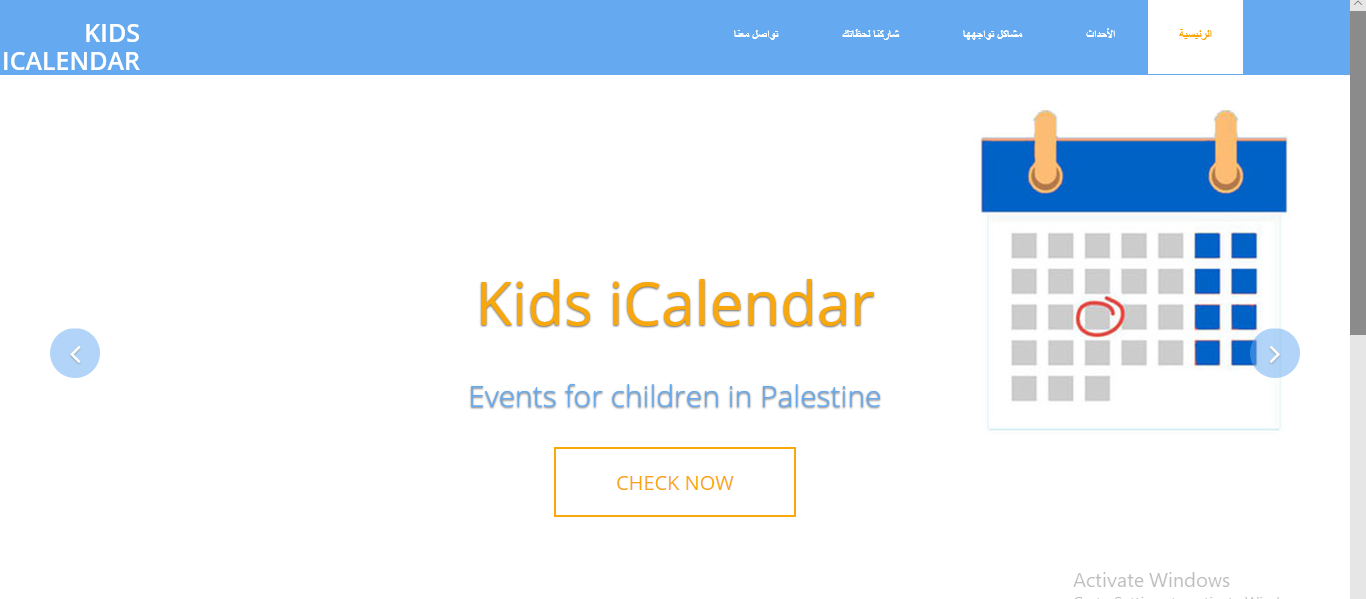 KIDS
ICALENDAR
الرئيسية
الأحداث
مشاكل تواجهها
شاركنا لحظاتك
تواصل معنا
Kids iCalendar
Events for children in Palestine
CHECK NOW
Activate Windows